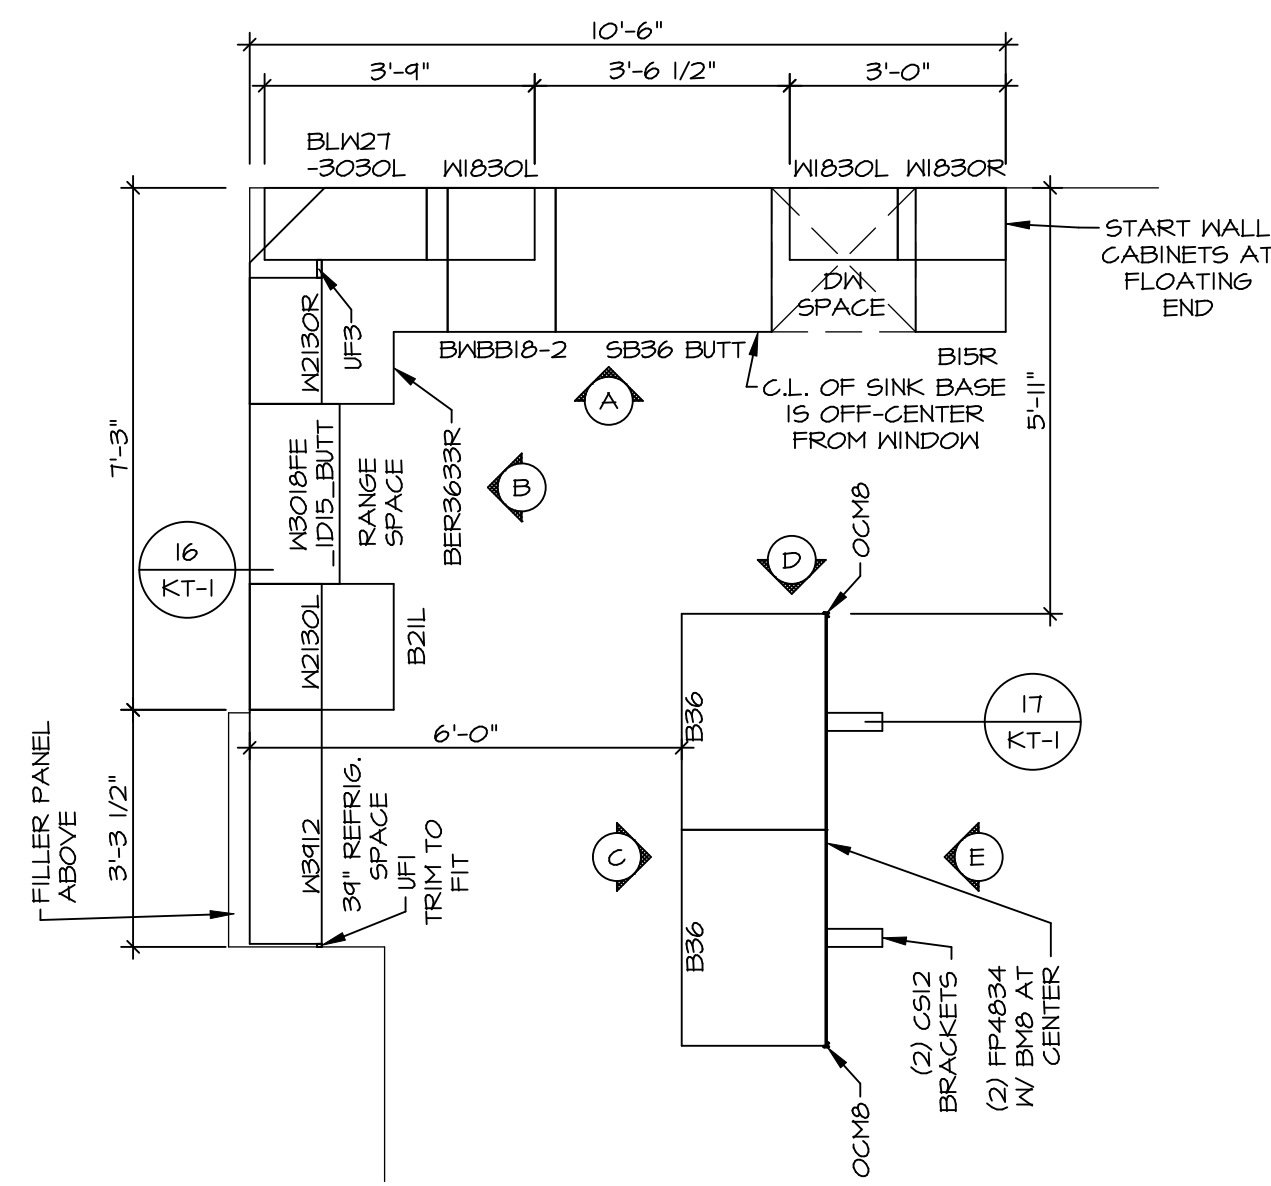 10'-6"
3'-9"
3'-6 1/2"
3'-0"
BLW27
-3030L
W1830L
W1830L
W1830R
START WALL
CABINETS AT
FLOATING
END
DW
SPACE
UF3
W2130R
BWBB18-2
SB36 BUTT
B15R
C.L. OF SINK BASE
IS OFF-CENTER
FROM WINDOW
5'-11"
A
7'-3"
W3018FE
_1D15_BUTT
RANGE
SPACE
BER3633R
B
16
KT-1
OCM8
D
W2130L
B21L
B36
17
KT-1
6'-0"
FILLER PANEL
ABOVE
3'-3 1/2"
W3912
39" REFRIG.
SPACE
UF1
TRIM TO
FIT
C
E
B36
(2) CS12
BRACKETS
(2) FP4834
W/ BM8 AT
CENTER
OCM8